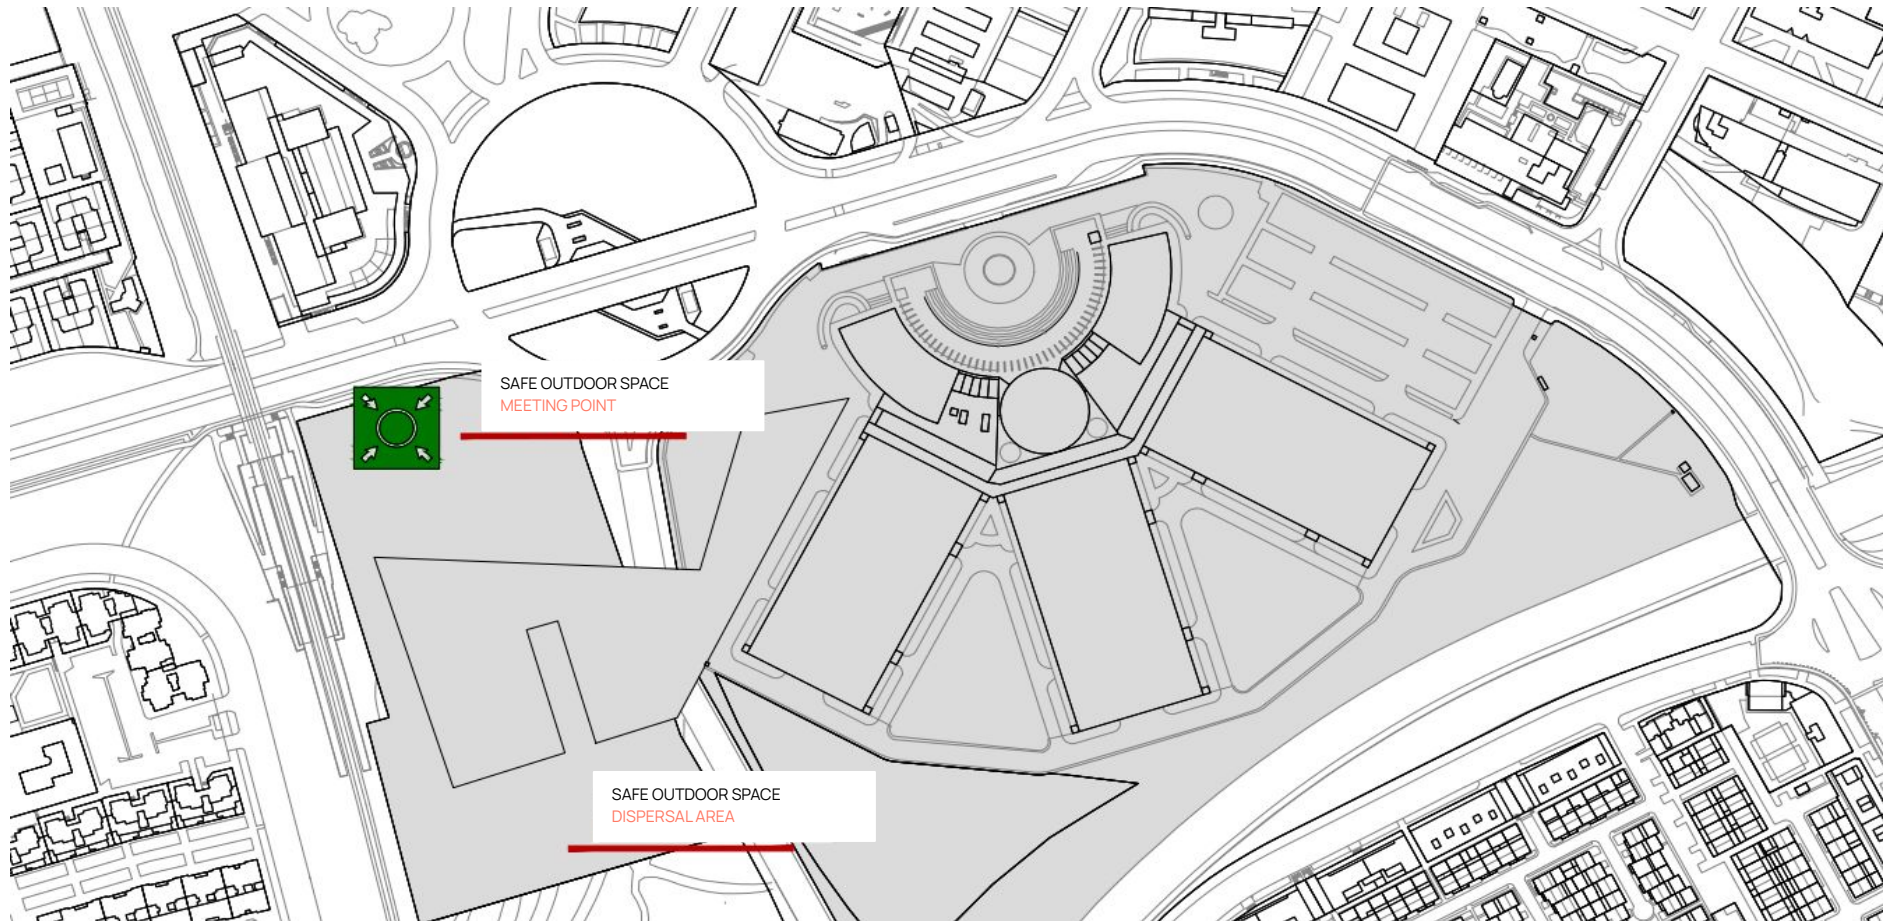 SAFE OUTDOOR SPACE
MEETING POINT
SAFE OUTDOOR SPACE
DISPERSAL AREA